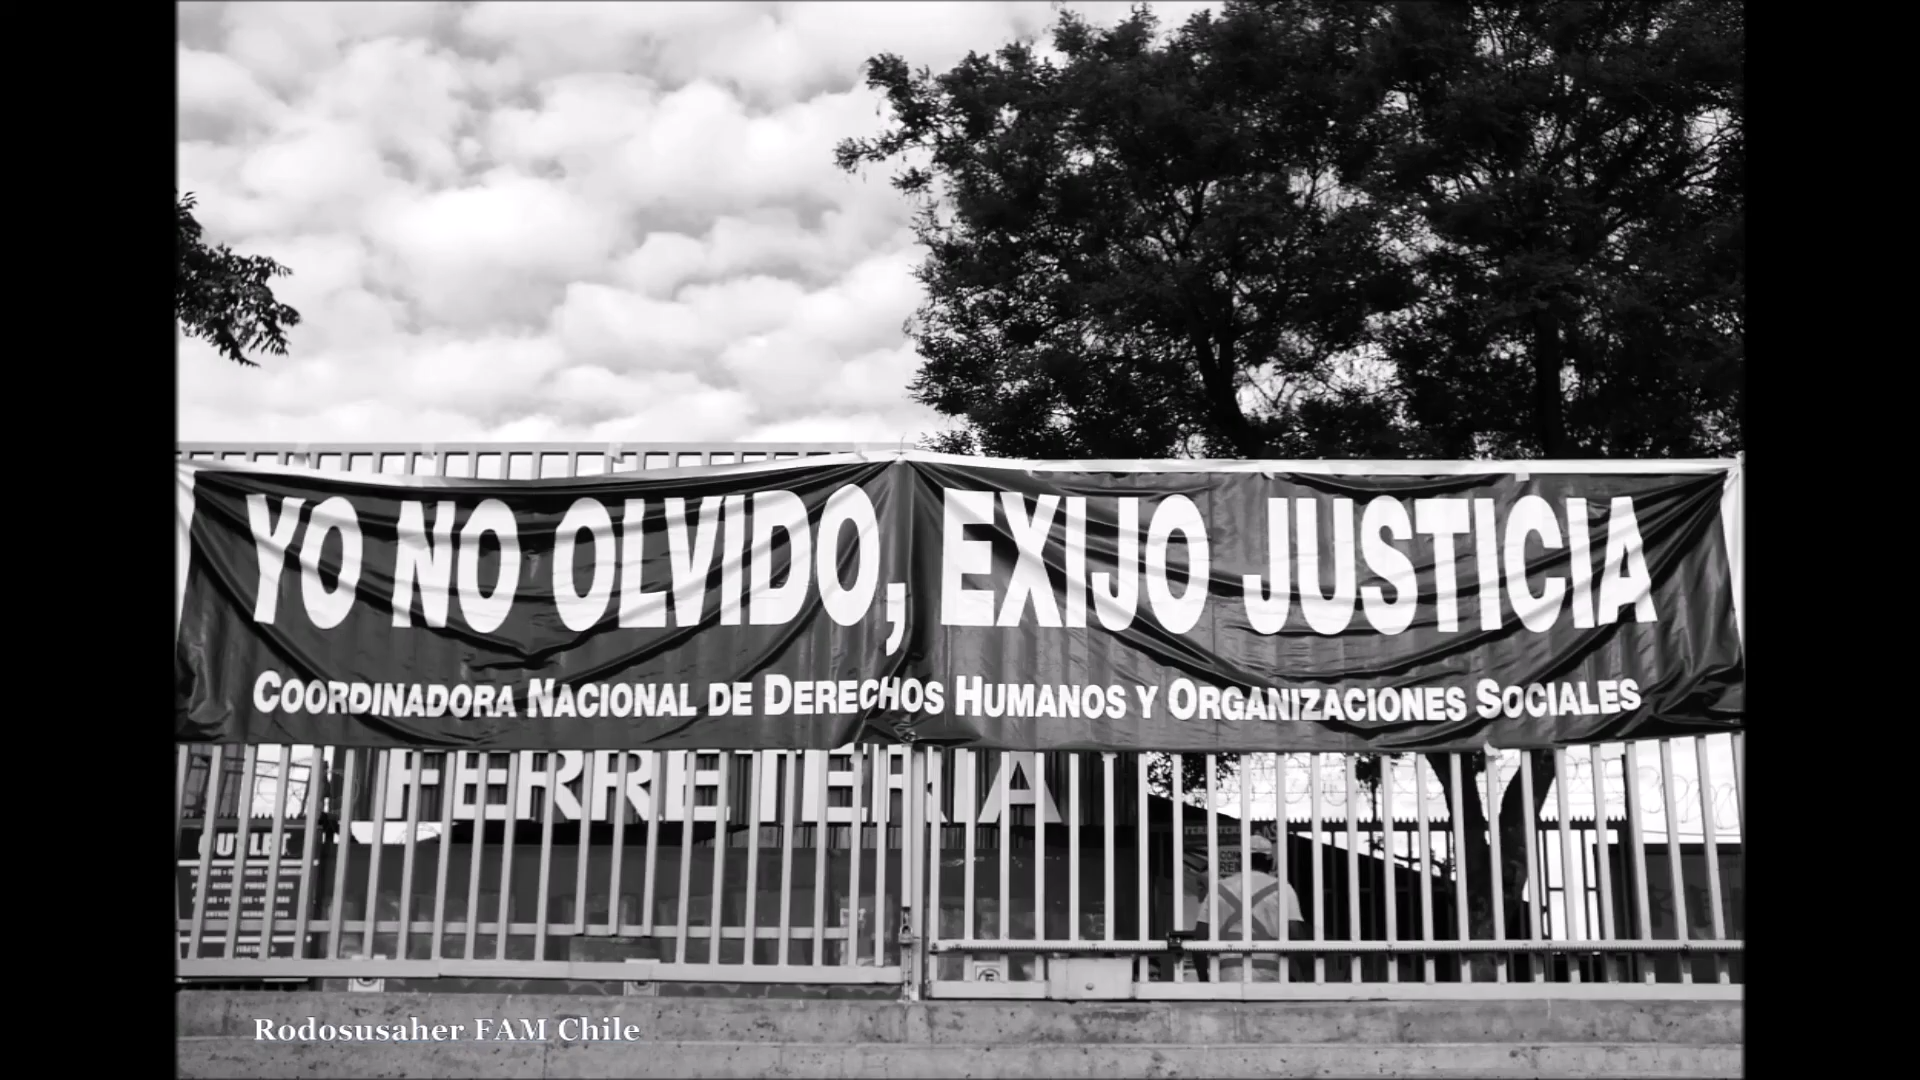 YO NO OLVIDO, EXIJO JUSTICIA
COORDINADORA NACIONAL DE DERECHOS HUMANOS Y ORGANIZACIONES SOCIALES
FERRETERIA
OUTLET
Rodosusaher FAM Chile